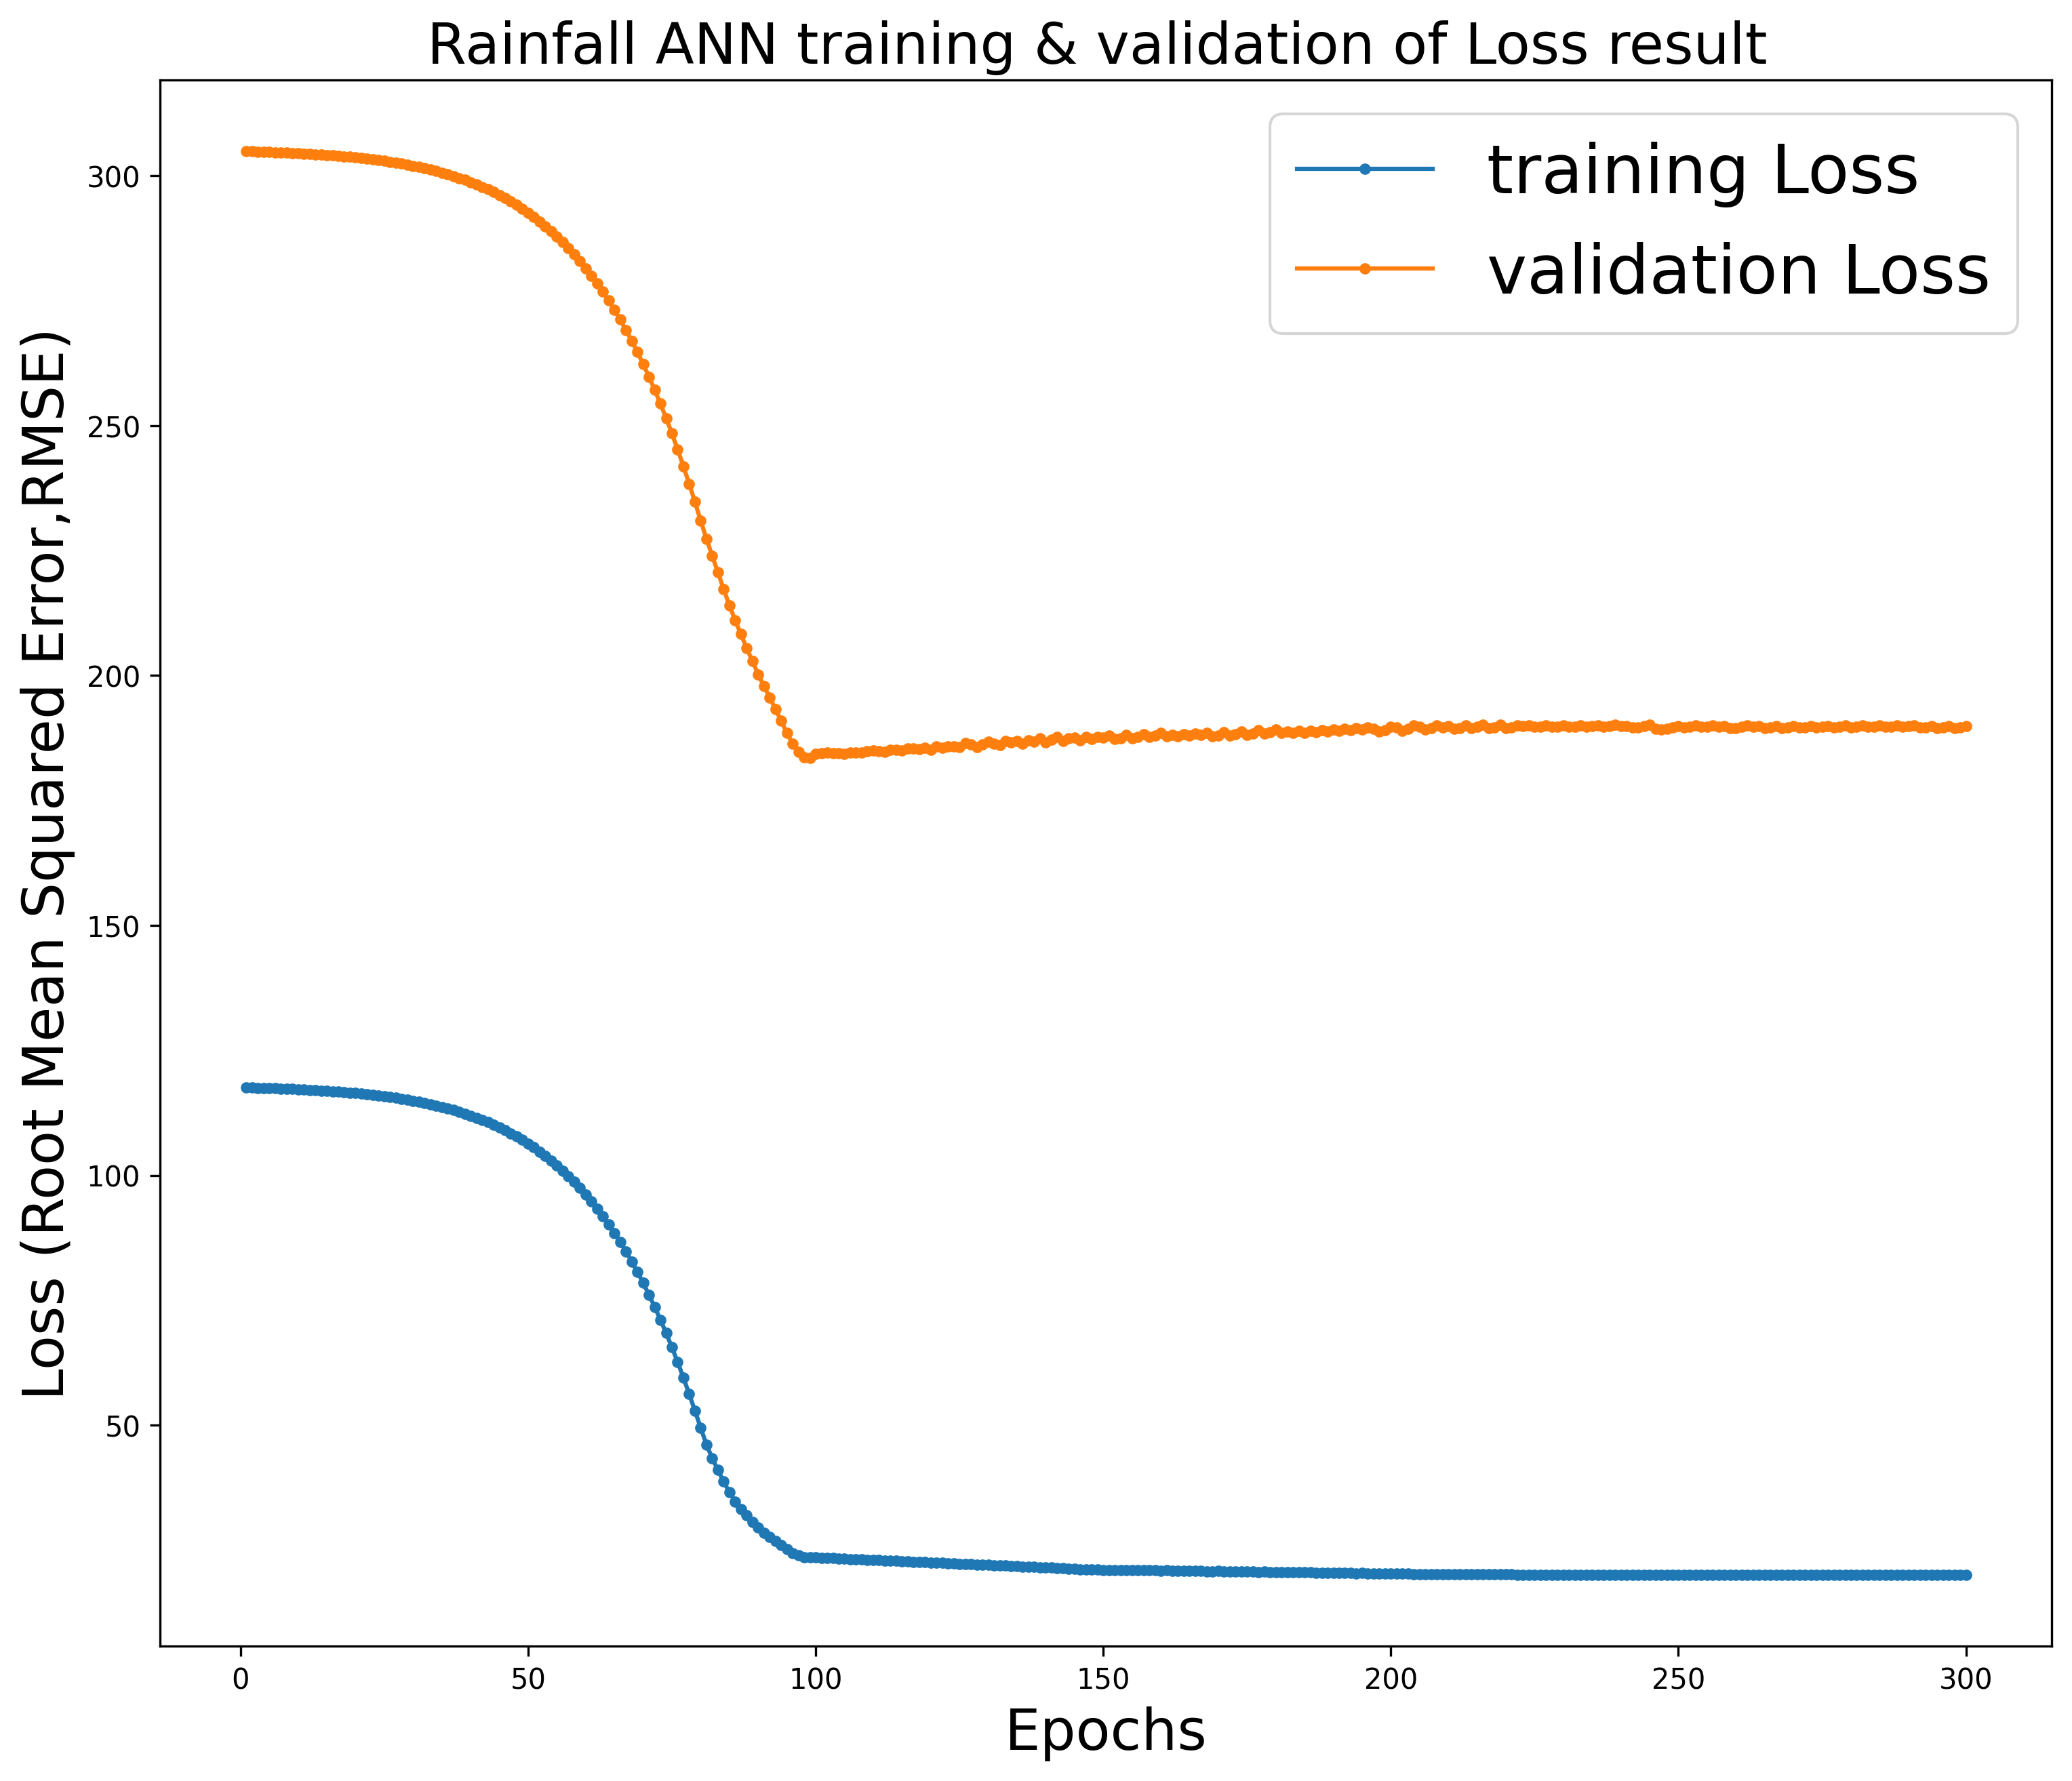 Rainfall ANN training & validation of Loss result
training Loss
validation Loss
Loss (Root Mean Squared Error,RMSE)
300
250
200
150
100
50
0
50
100
150
200
250
300
Epochs